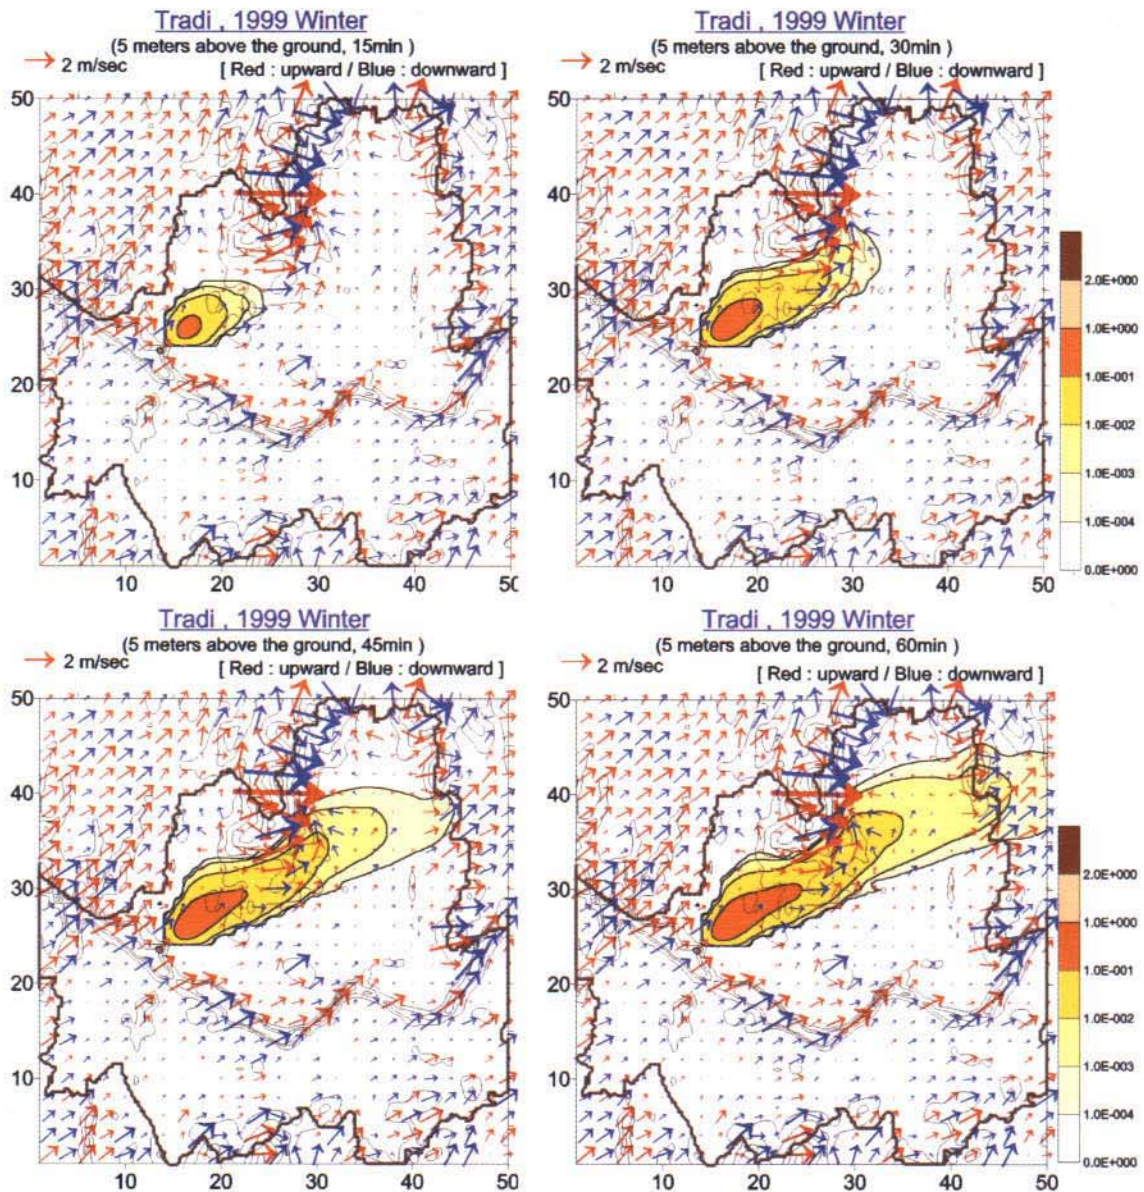 Tradi , 1999 Winter
(5 meters above the ground, 15min )
2 m/sec
[ Red : upward / Blue : downward ]
50
40
30
20
10
10
20
30
40
50
Tradi , 1999 Winter
(5 meters above the ground, 30min )
2 m/sec
[ Red : upward / Blue : downward ]
50
40
30
20
10
10
20
30
40
50
2.0E+000
1.0E+000
1.0E-001
1.0E-002
1.0E-003
1.0E-004
0.0E+000
Tradi , 1999 Winter
(5 meters above the ground, 45min )
2 m/sec
[ Red : upward / Blue : downward ]
50
40
30
20
10
10
20
30
40
50
Tradi , 1999 Winter
(5 meters above the ground, 60min )
2 m/sec
[ Red : upward / Blue : downward ]
50
40
30
20
10
10
20
30
40
50
2.0E+000
1.0E+000
1.0E-001
1.0E-002
1.0E-003
1.0E-004
0.0E+000